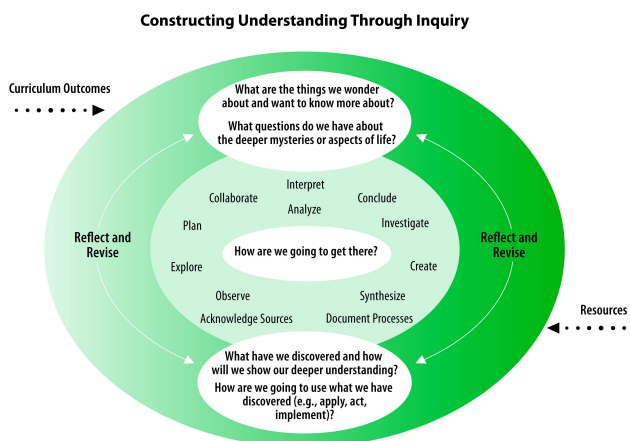 Constructing Understanding Through Inquiry
Curriculum Outcomes
What are the things we wonder
about and want to know more about?
What questions do we have about
the deeper mysteries or aspects of life?
Interpret
Collaborate
Conclude
Analyze
Plan
Investigate
Reflect and
Revise
How are we going to get there?
Reflect and
Revise
Explore
Create
Observe
Synthesize
Acknowledge Sources
Document Processes
Resources
What have we discovered and how
will we show our deeper understanding?
How are we going to use what we have
discovered (e.g., apply, act,
implement)?